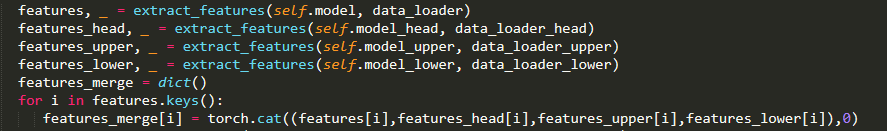 features, _ = extract_features(self.model, data_loader)
features_head, _ = extract_features(self.model_head, data_loader_head)
features_upper, _ = extract_features(self.model_upper, data_loader_upper)
features_lower, _ = extract_features(self.model_lower, data_loader_lower)
features_merge = dict()
for i in features.keys():
features_merge[i] = torch.cat((features[i],features_head[i],features_upper[i],features_lower[i]),0)